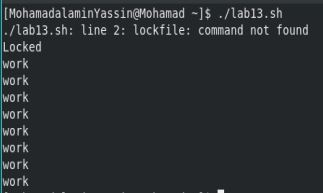 [MohamadalaminYassin@Mohamad ~]$ ./lab13.sh
./lab13.sh: line 2: lockfile: command not found
Locked
work
work
work
work
work
work
work
work